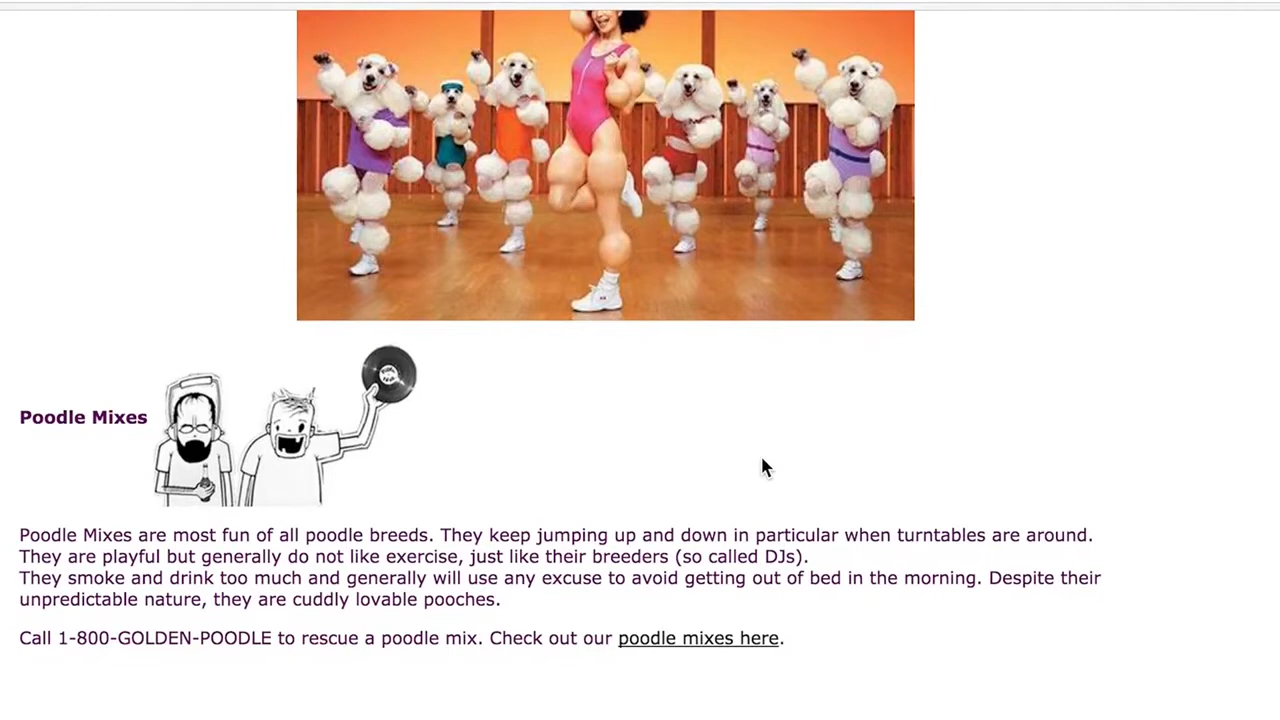 Poodle Mixes
Poodle Mixes are most fun of all poodle breeds. They keep jumping up and down in particular when turntables are around.
They are playful but generally do not like exercise, just like their breeders (so called DJs).
They smoke and drink too much and generally will use any excuse to avoid getting out of bed in the morning. Despite their
unpredictable nature, they are cuddly lovable pooches.
Call 1-800-GOLDEN-POODLE to rescue a poodle mix. Check out our poodle mixes here.